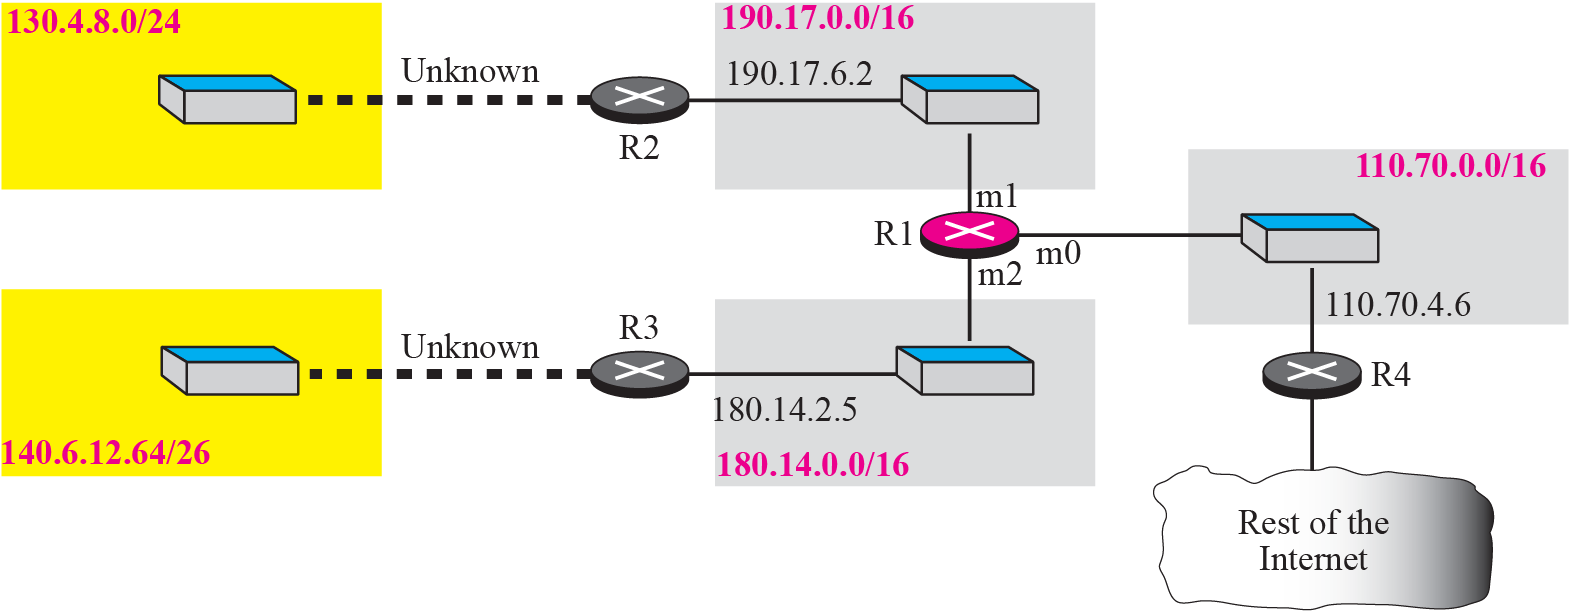 130.4.8.0/24
Unknown
R2
190.17.0.0/16
190.17.6.2
m1
R1
m0
m2
110.70.0.0/16
110.70.4.6
R4
Rest of the
Internet
R3
Unknown
140.6.12.64/26
180.14.2.5
180.14.0.0/16